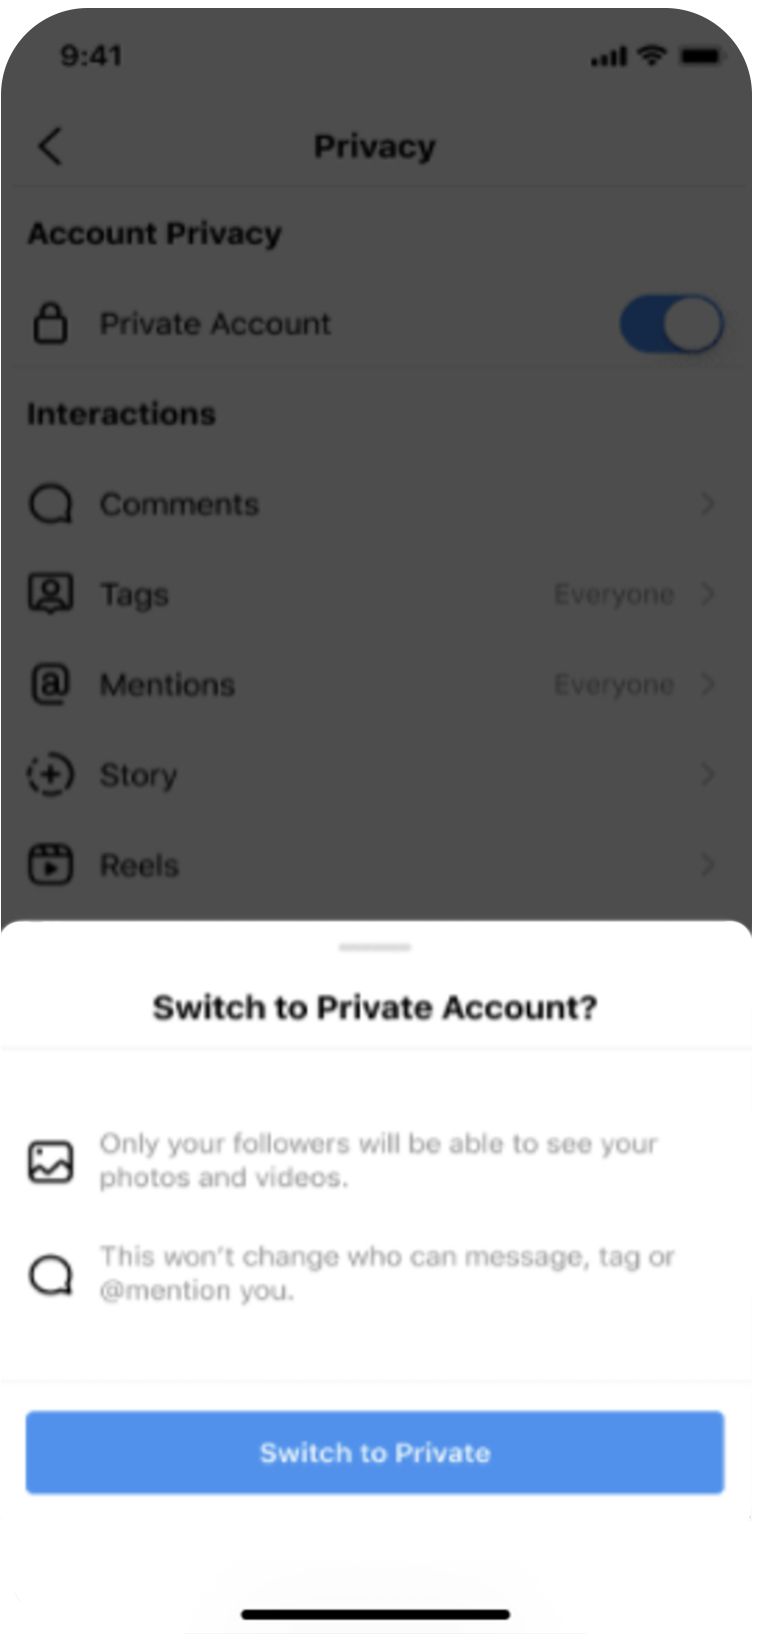 9:41
Privacy
Account Privacy
Private Account
Interactions
Comments
Tags Everyone
Mentions Everyone
Story
Reels
Switch to Private Account?
Only your followers will be able to see your
photos and videos.
This won't change who can message, tag or
@mention you.
Switch to Private